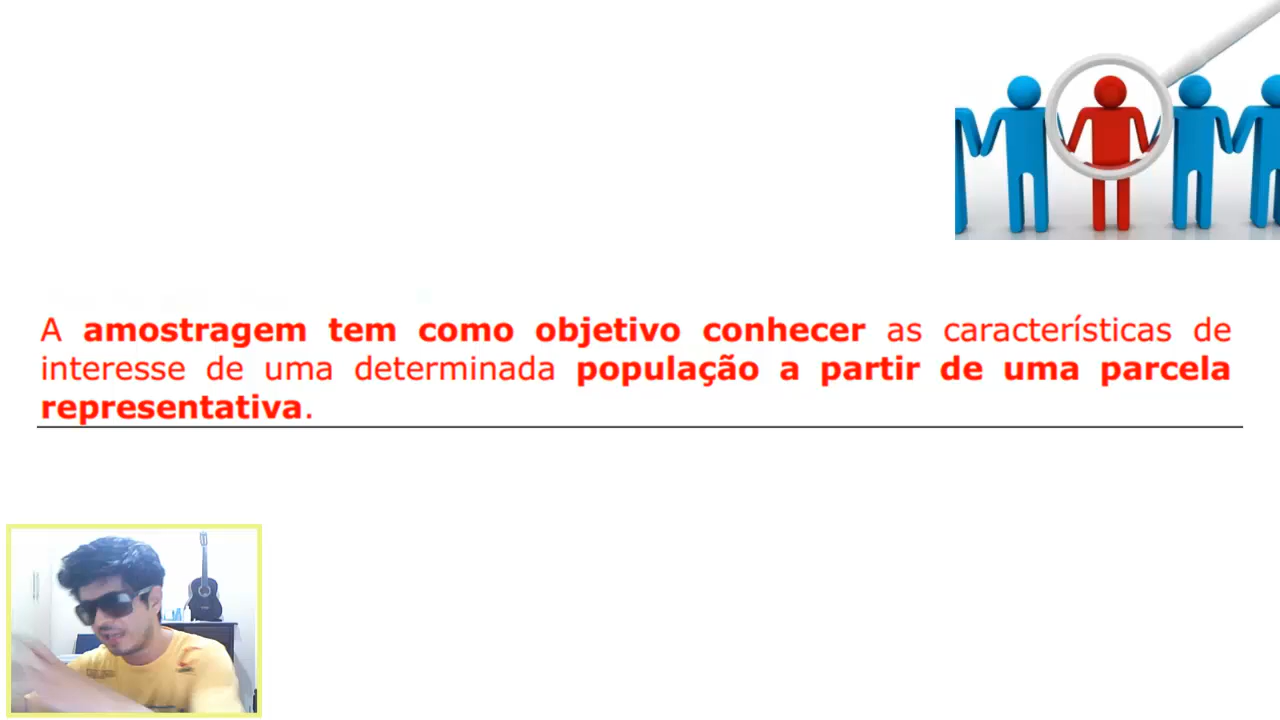 A amostragem tem como objetivo conhecer as características de
interesse de uma determinada população a partir de uma parcela
representativa.